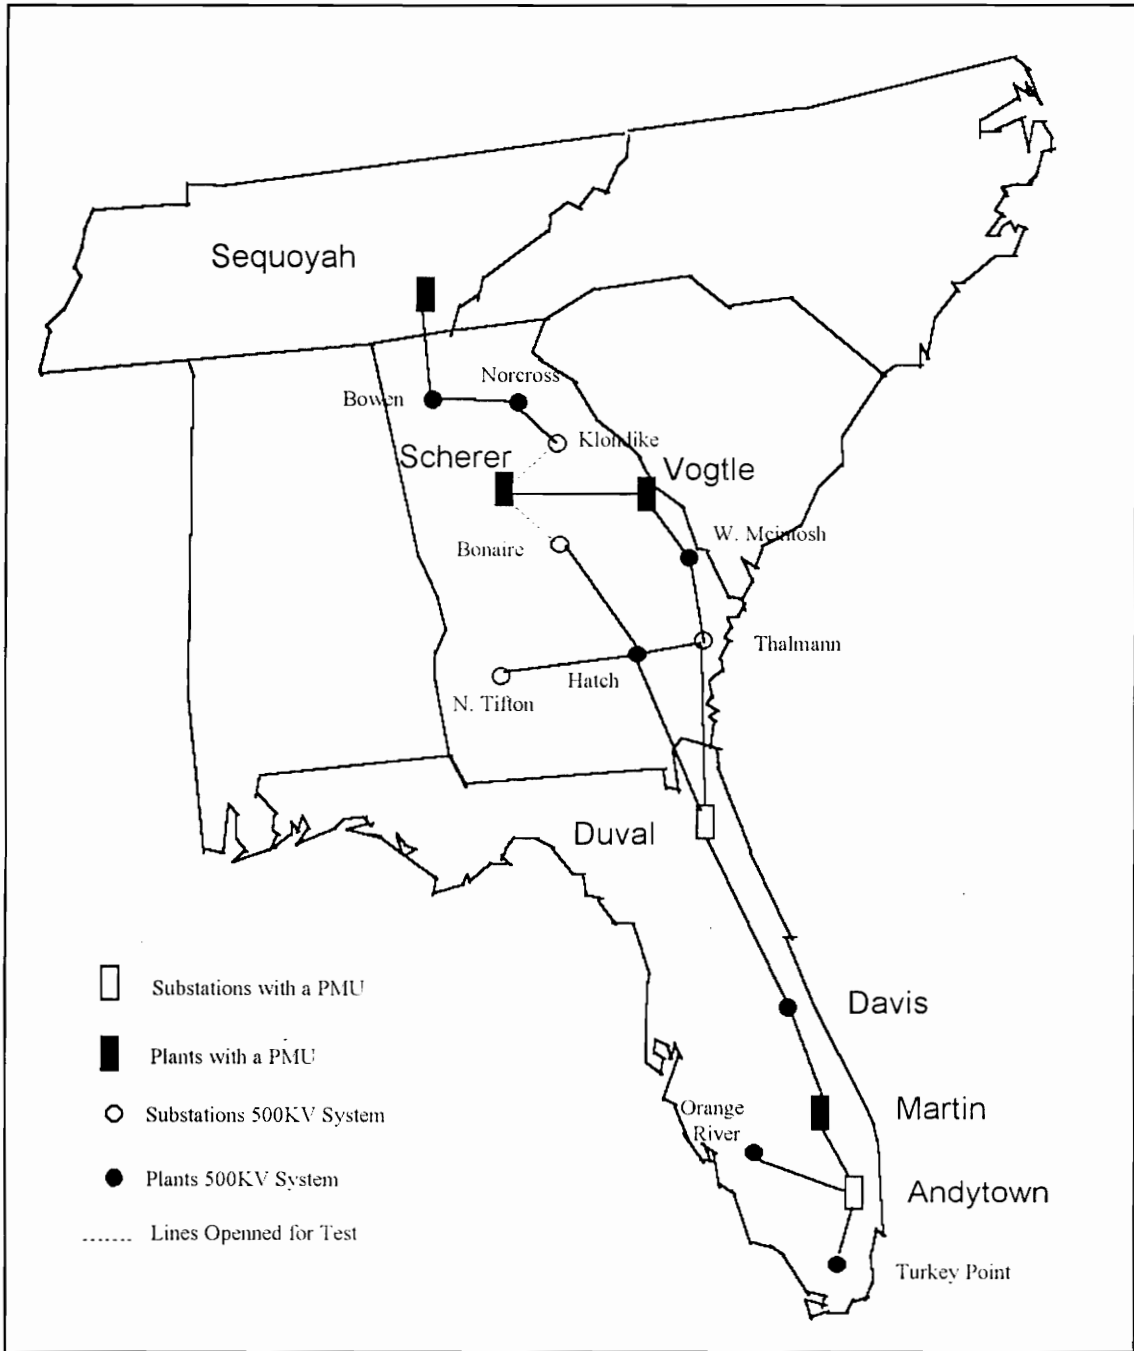 Sequoyah
Norcross
Bowen
Klondike
Scherer
Vogtle
W. Mcintosh
Bonaire
Thalmann
Hatch
N. Tifton
Duval
Substations with a PMU
Davis
Plants with a PMU
Orange
River
Martin
Substations 500KV System
Plants 500KV System
Andytown
Lines Openned for Test
Turkey Point